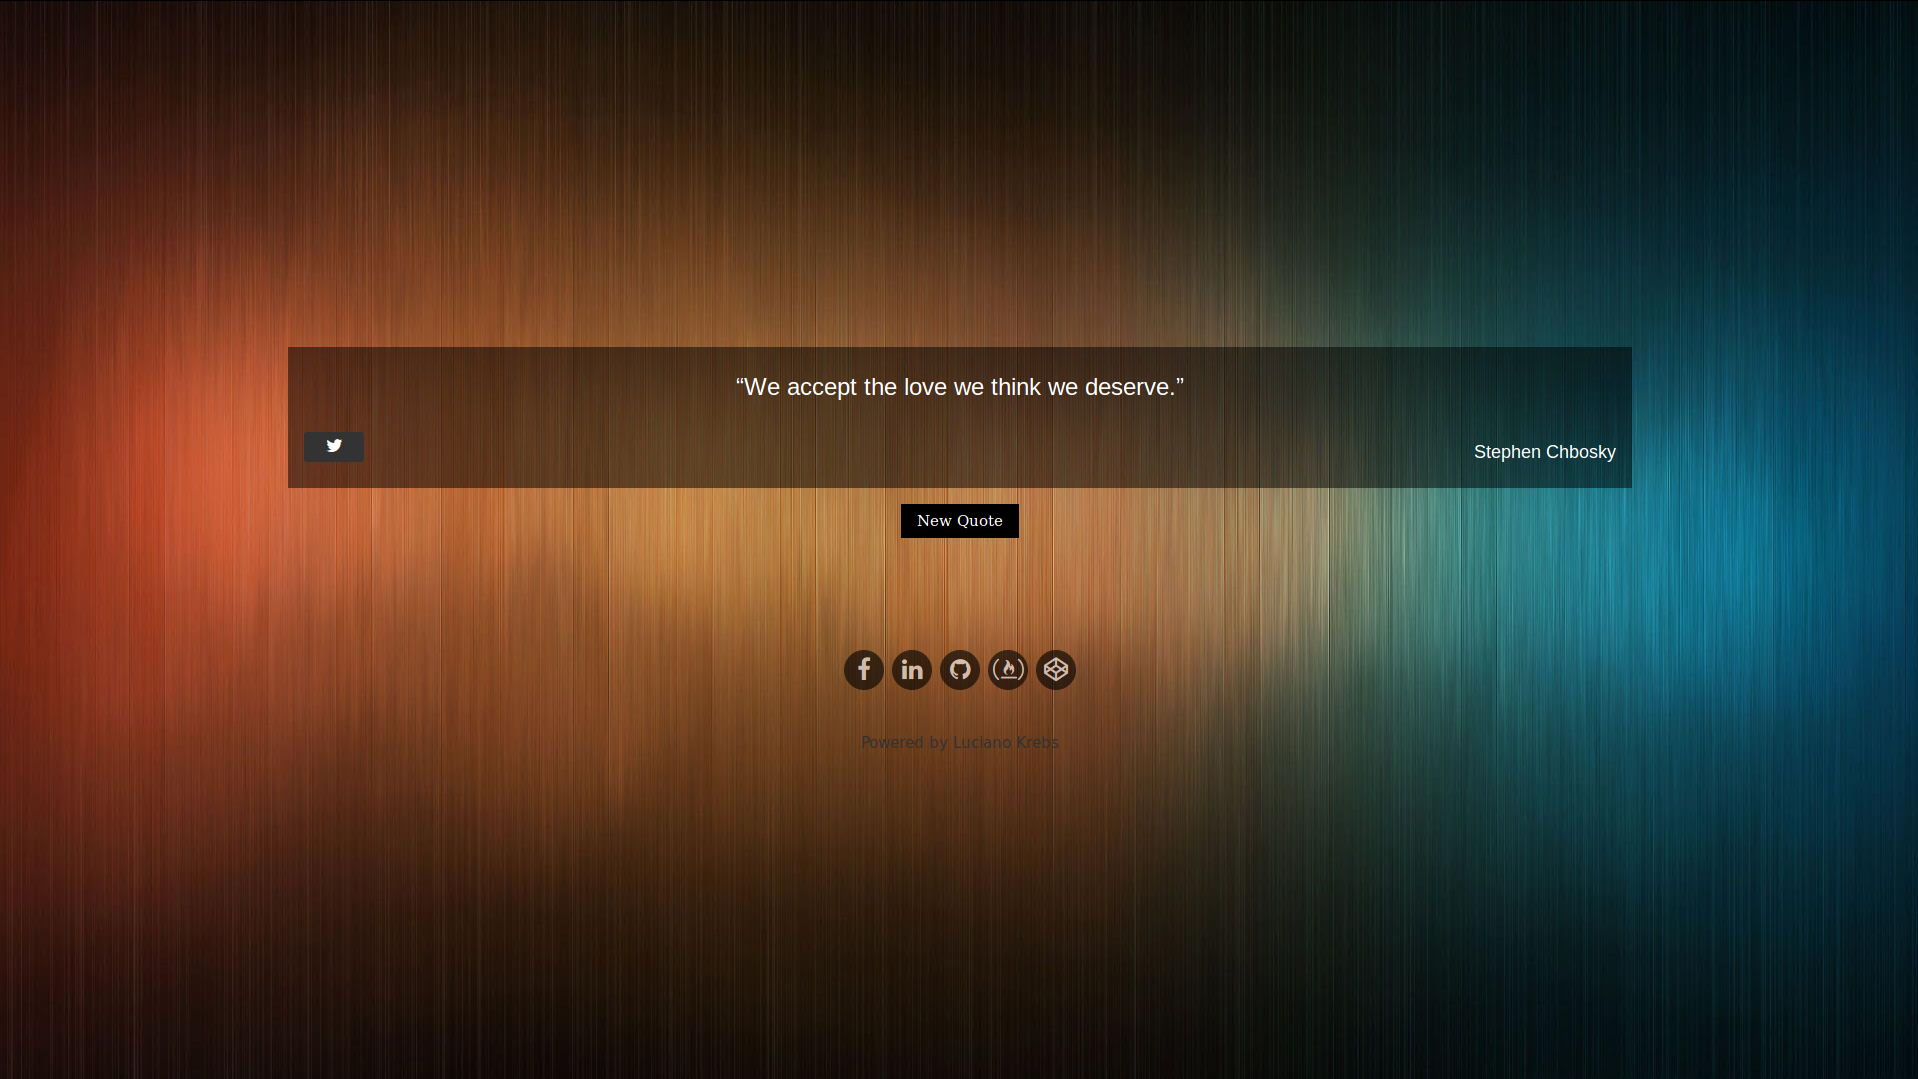 “We accept the love we think we deserve.”
Stephen Chbosky
New Quote
Powered by Luciano Krebs